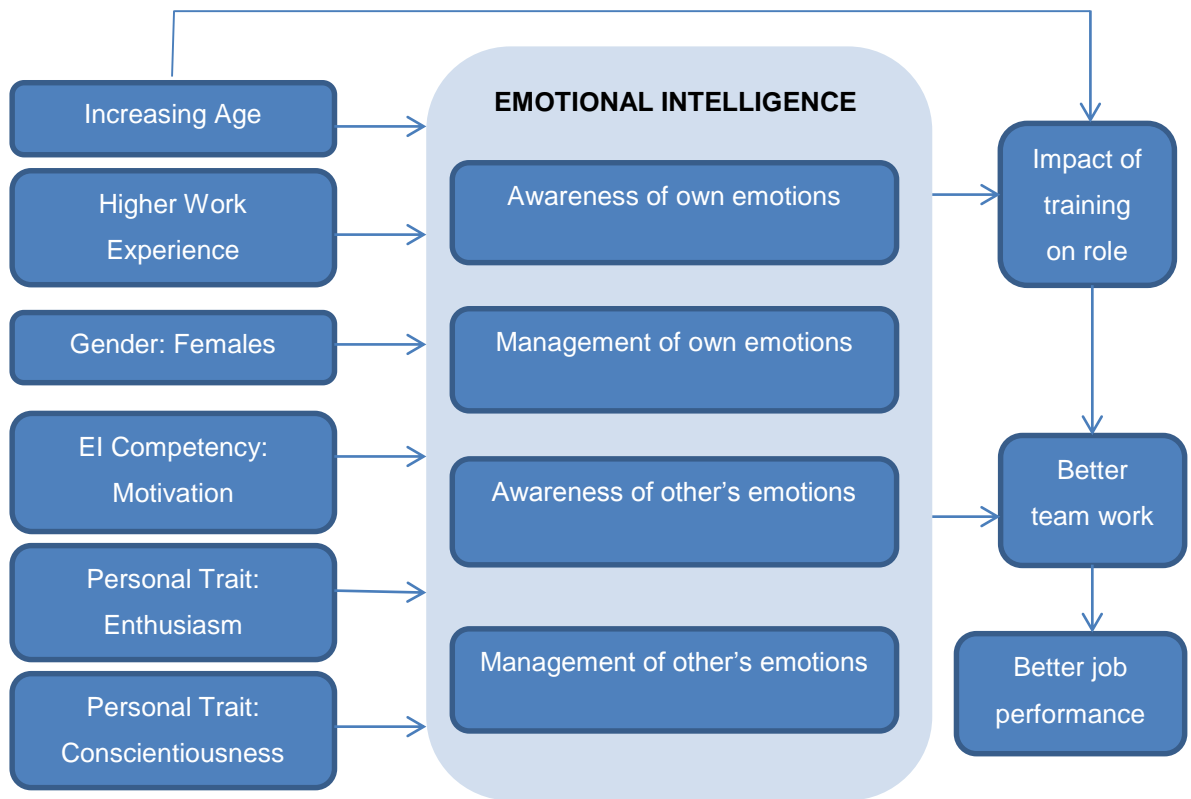 Increasing Age
Higher Work
Experience
Gender: Females
EI Competency:
Motivation
Personal Trait:
Enthusiasm
Personal Trait:
Conscientiousness
EMOTIONAL INTELLIGENCE
Awareness of own emotions
Management of own emotions
Awareness of other’s emotions
Management of other’s emotions
Impact of
training
on role
Better
team work
Better job
performance